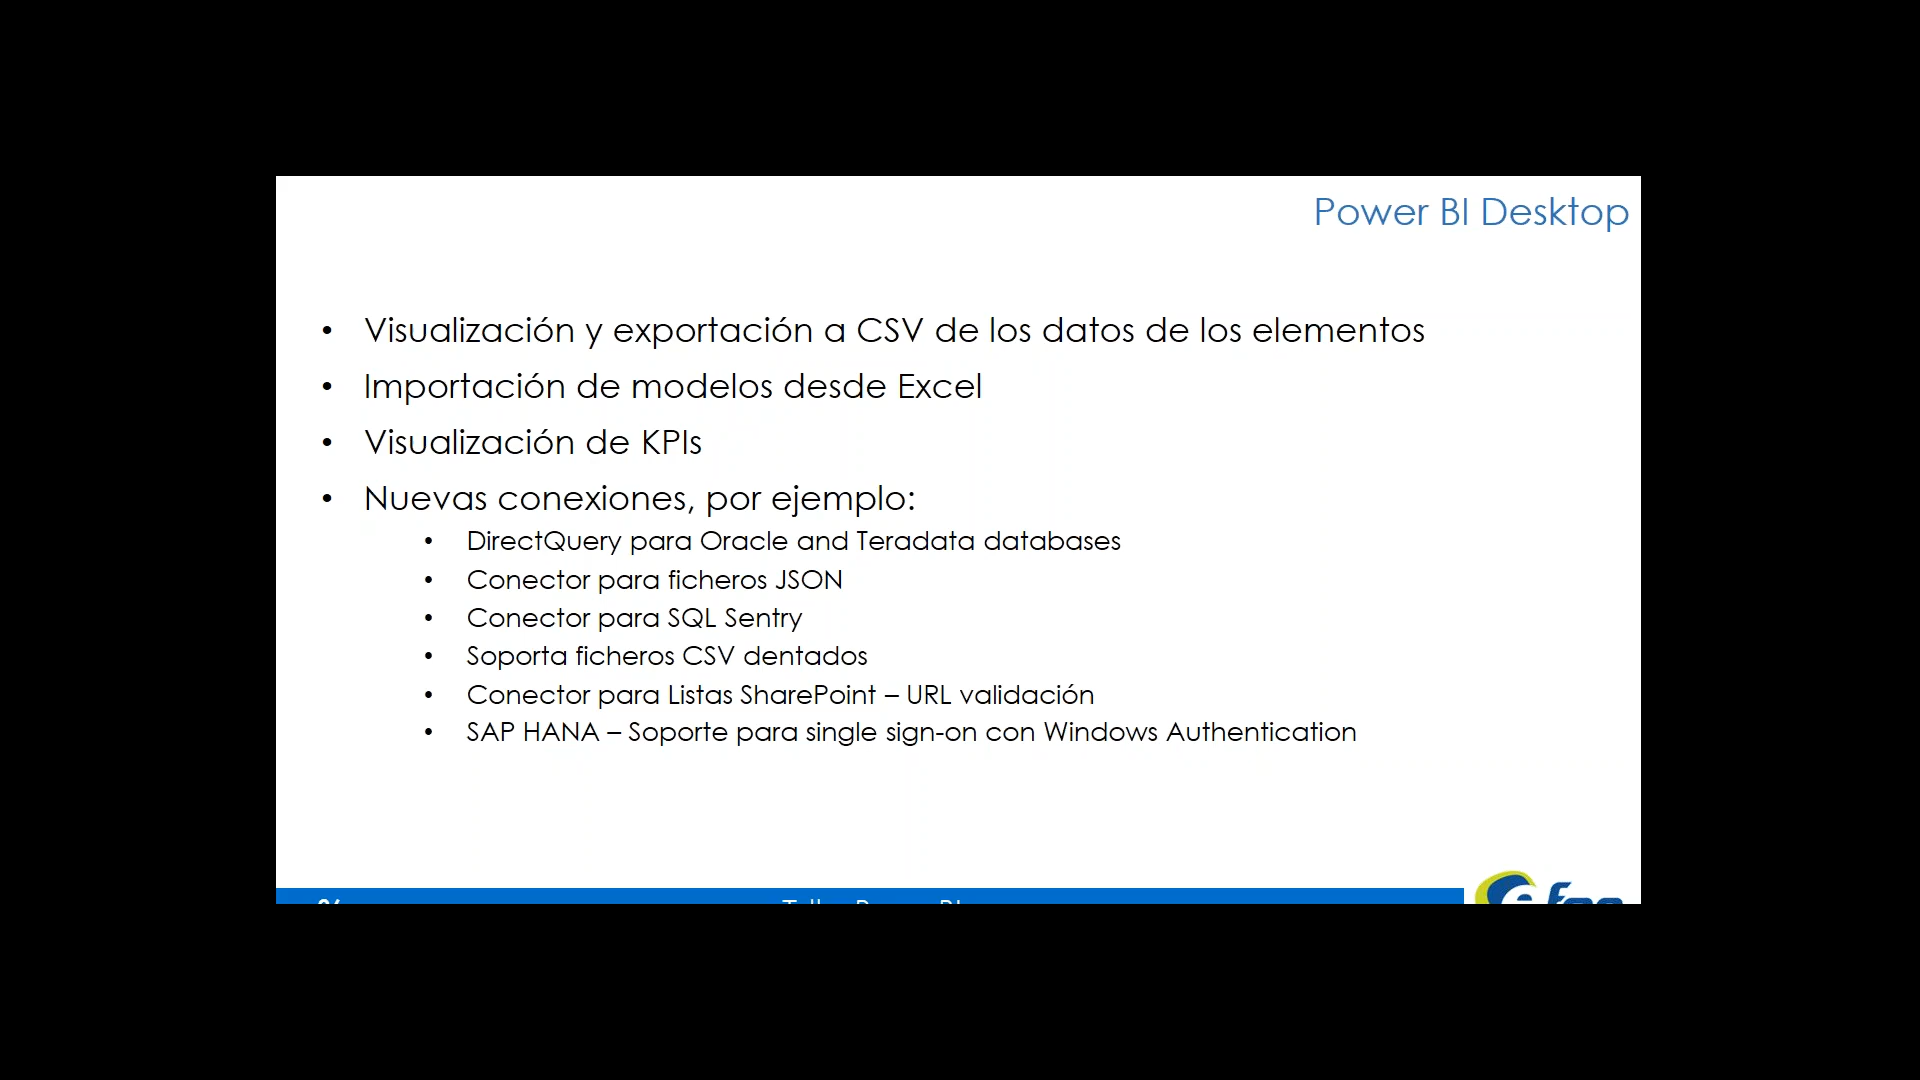 Power BI Desktop
• Visualización y exportación a CSV de los datos de los elementos
• Importación de modelos desde Excel
• Visualización de KPIs
• Nuevas conexiones, por ejemplo:
• DirectQuery para Oracle and Teradata databases
• Conector para ficheros JSON
• Conector para SQL Sentry
• Soporta ficheros CSV dentados
• Conector para Listas SharePoint – URL validación
• SAP HANA – Soporte para single sign-on con Windows Authentication